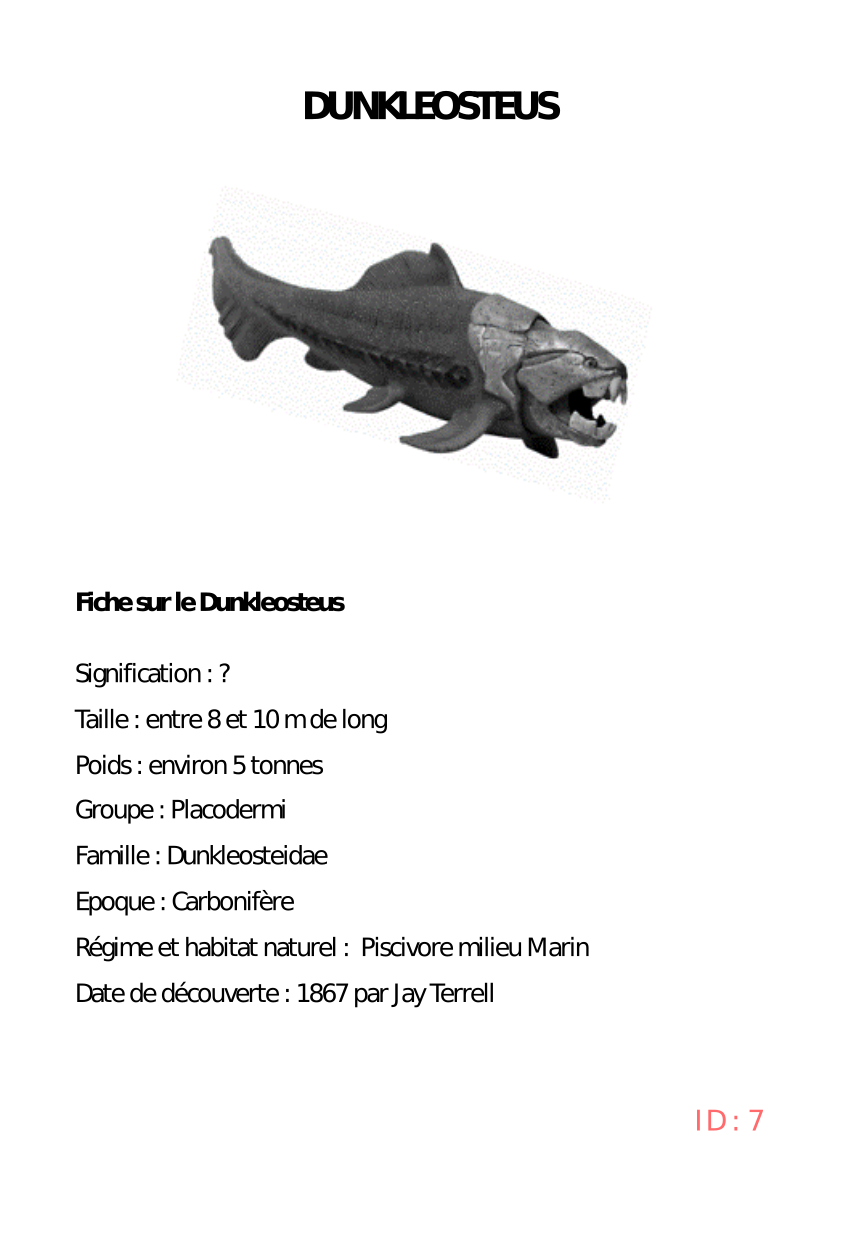 DUNKLEOSTEUS
Fiche sur le Dunkleosteus
Signification : ?
Taille : entre 8 et 10 m de long
Poids : environ 5 tonnes
Groupe : Placodermi
Famille : Dunkleosteidae
Epoque : Carbonifère
Régime et habitat naturel :  Piscivore milieu Marin
Date de découverte : 1867 par Jay Terrell
ID : 7